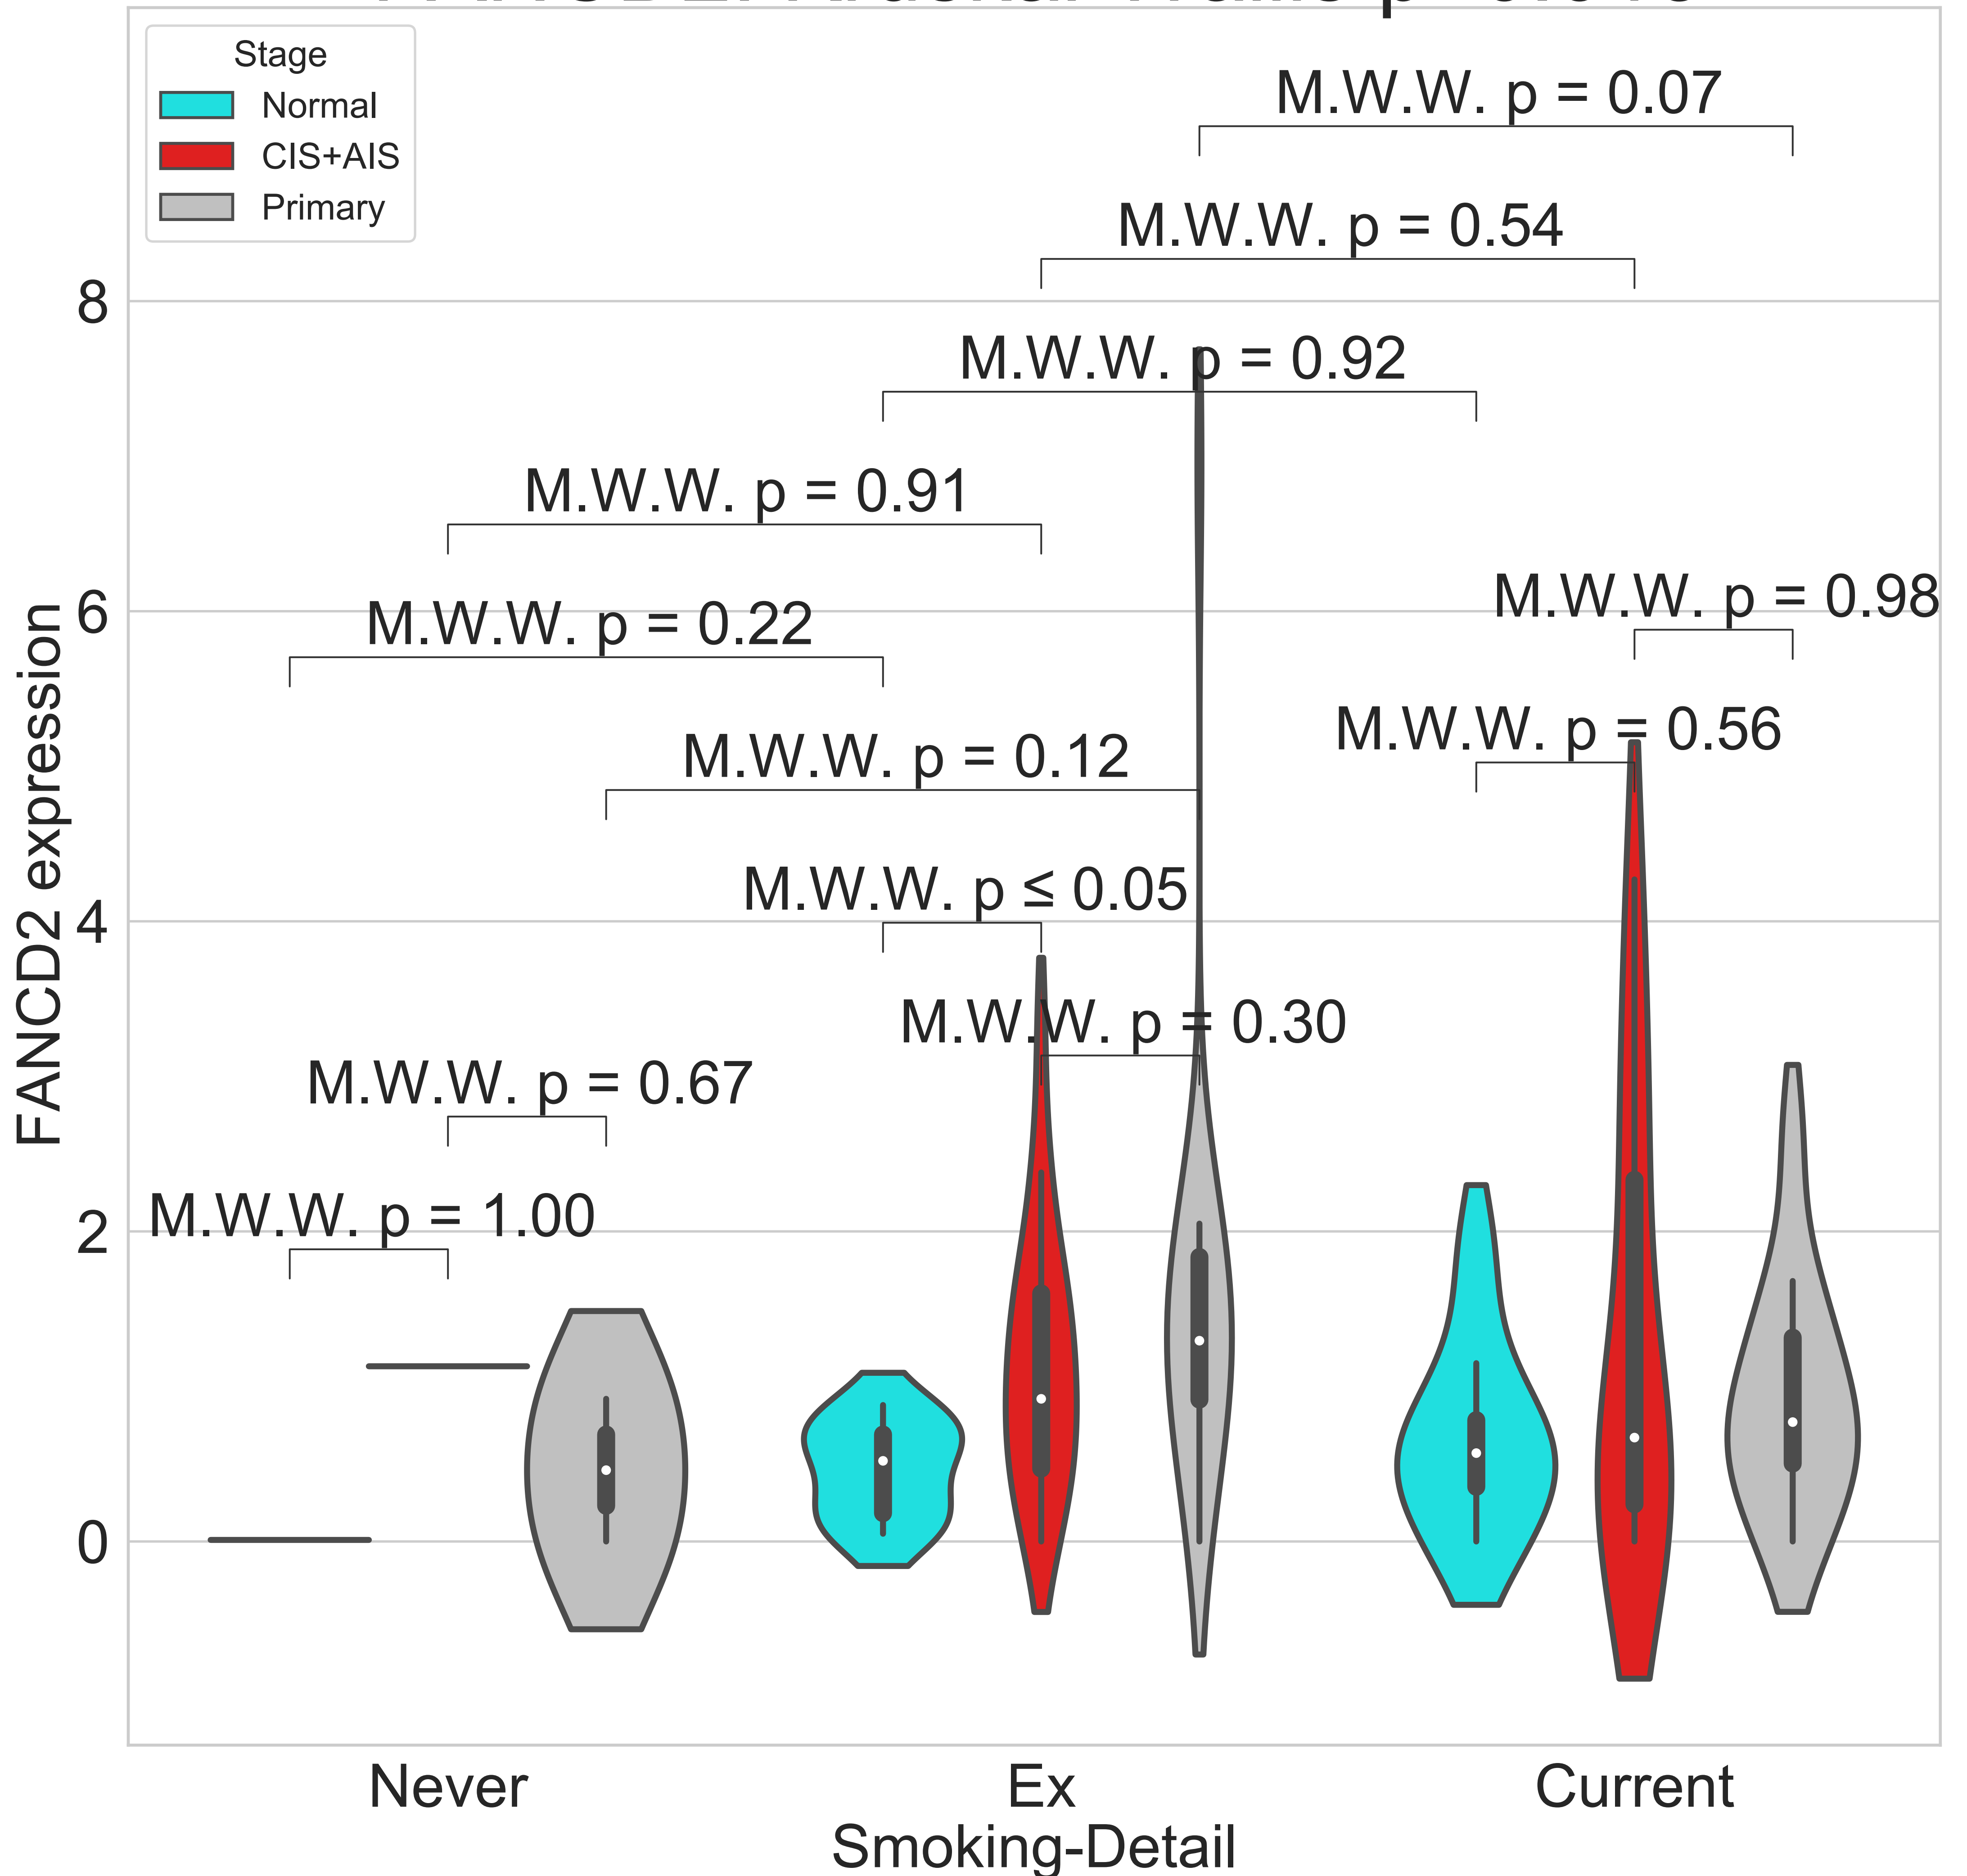 Stage
Normal
CIS+AIS
Primary
M.W.W. p = 0.07
M.W.W. p = 0.54
8
M.W.W. p = 0.92
M.W.W. p = 0.91
M.W.W. p = 0.98
6
M.W.W. p = 0.22
M.W.W. p = 0.56
M.W.W. p = 0.12
M.W.W. p ≤ 0.05
4
M.W.W. p = 0.30
M.W.W. p = 0.67
M.W.W. p = 1.00
2
0
FANCD2 expression
Never
Ex
Current
Smoking-Detail